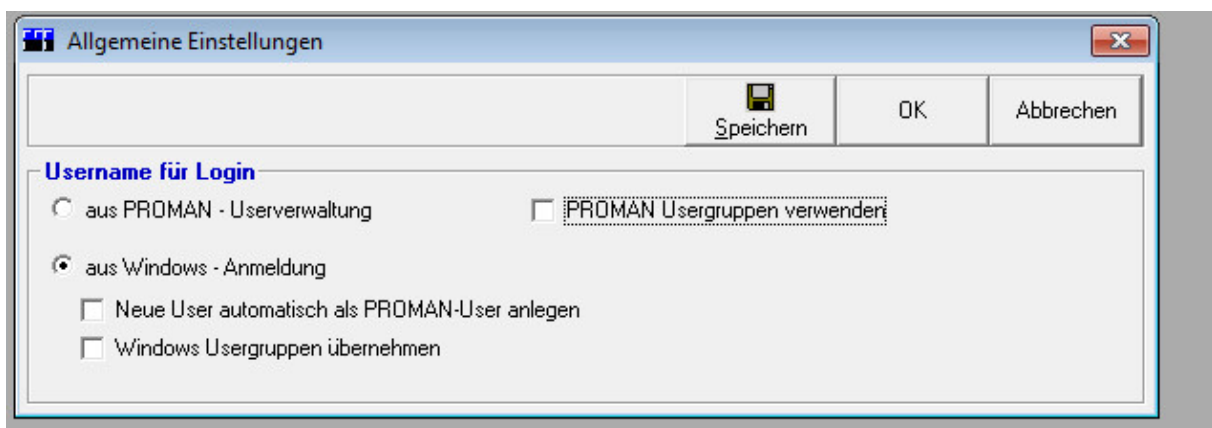 Allgemeine Einstellungen
Speichern
OK
Abbrechen
Username für Login
aus PROMAN - Userverwaltung
PROMAN Usergruppen verwenden
aus Windows - Anmeldung
Neue User automatisch als PROMAN-User anlegen
Windows Usergruppen übernehmen